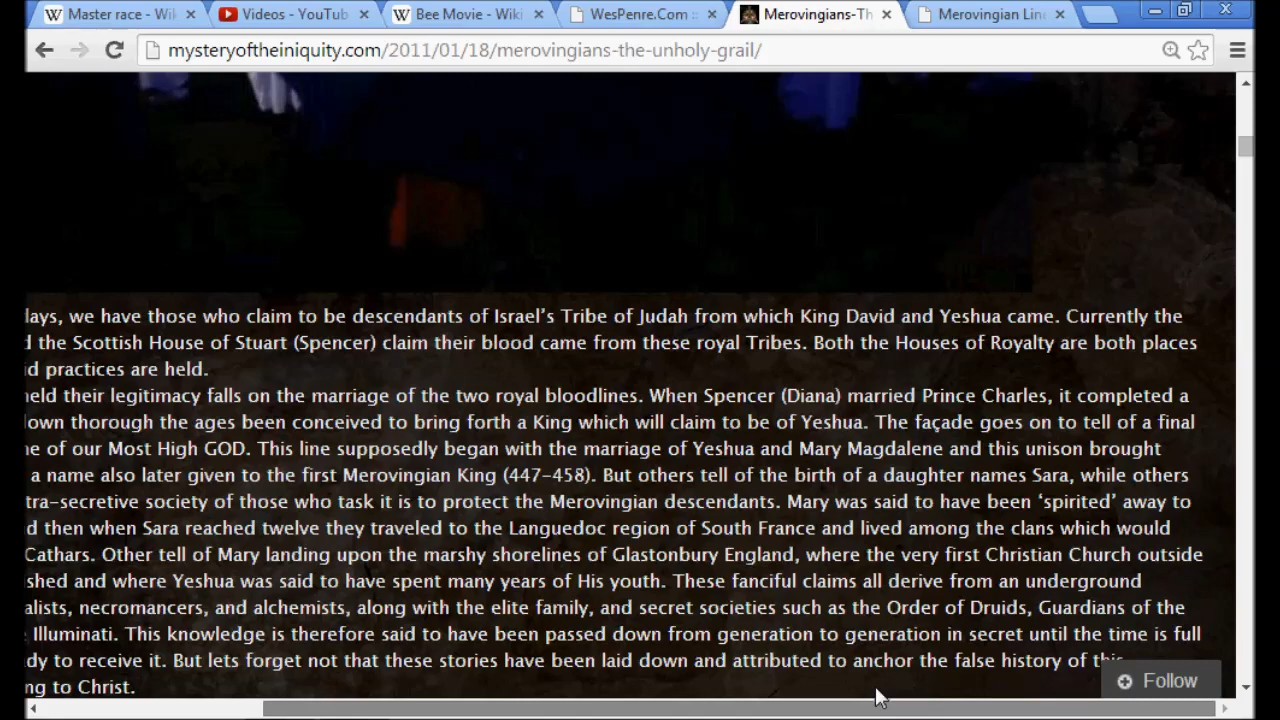 Master race - Wik
Videos - YouTub
Bee Movie - Wiki
WesPenre.Com ::
Merovingians-Th
Merovingian Line
mysteryoftheiniquity.com/2011/01/18/merovingians-the-unholy-grail/
days, we have those who claim to be descendants of Israel's Tribe of Judah from which King David and Yeshua came. Currently the
the Scottish House of Stuart (Spencer) claim their blood came from these royal Tribes. Both the Houses of Royalty are both places
practices are held.
held their legitimacy falls on the marriage of the two royal bloodlines. When Spencer (Diana) married Prince Charles, it completed a
down thorough the ages been conceived to bring forth a King which will claim to be of Yeshua. The façade goes on to tell of a final
of our Most High GOD. This line supposedly began with the marriage of Yeshua and Mary Magdalene and this unison brought
a name also later given to the first Merovingian King (447-458). But others tell of the birth of a daughter names Sara, while others
tra-secretive society of those who task it is to protect the Merovingian descendants. Mary was said to have been 'spirited' away to
then when Sara reached twelve they traveled to the Languedoc region of South France and lived among the clans which would
Cathars. Other tell of Mary landing upon the marshy shorelines of Glastonbury England, where the very first Christian Church outside
ished and where Yeshua was said to have spent many years of His youth. These fanciful claims all derive from an underground
alists, necromancers, and alchemists, along with the elite family, and secret societies such as the Order of Druids, Guardians of the
Illuminati. This knowledge is therefore said to have been passed down from generation to generation in secret until the time is full
dy to receive it. But lets forget not that these stories have been laid down and attributed to anchor the false history of this
ng to Christ.
Follow